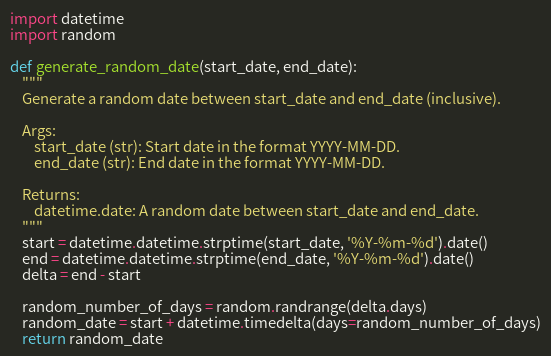 import datetime
import random

def generate_random_date(start_date, end_date):
    """
    Generate a random date between start_date and end_date (inclusive).

    Args:
        start_date (str): Start date in the format YYYY-MM-DD.
        end_date (str): End date in the format YYYY-MM-DD.

    Returns:
        datetime.date: A random date between start_date and end_date.
    """
    start = datetime.datetime.strptime(start_date, '%Y-%m-%d').date()
    end = datetime.datetime.strptime(end_date, '%Y-%m-%d').date()
    delta = end - start

    random_number_of_days = random.randrange(delta.days)
    random_date = start + datetime.timedelta(days=random_number_of_days)
    return random_date